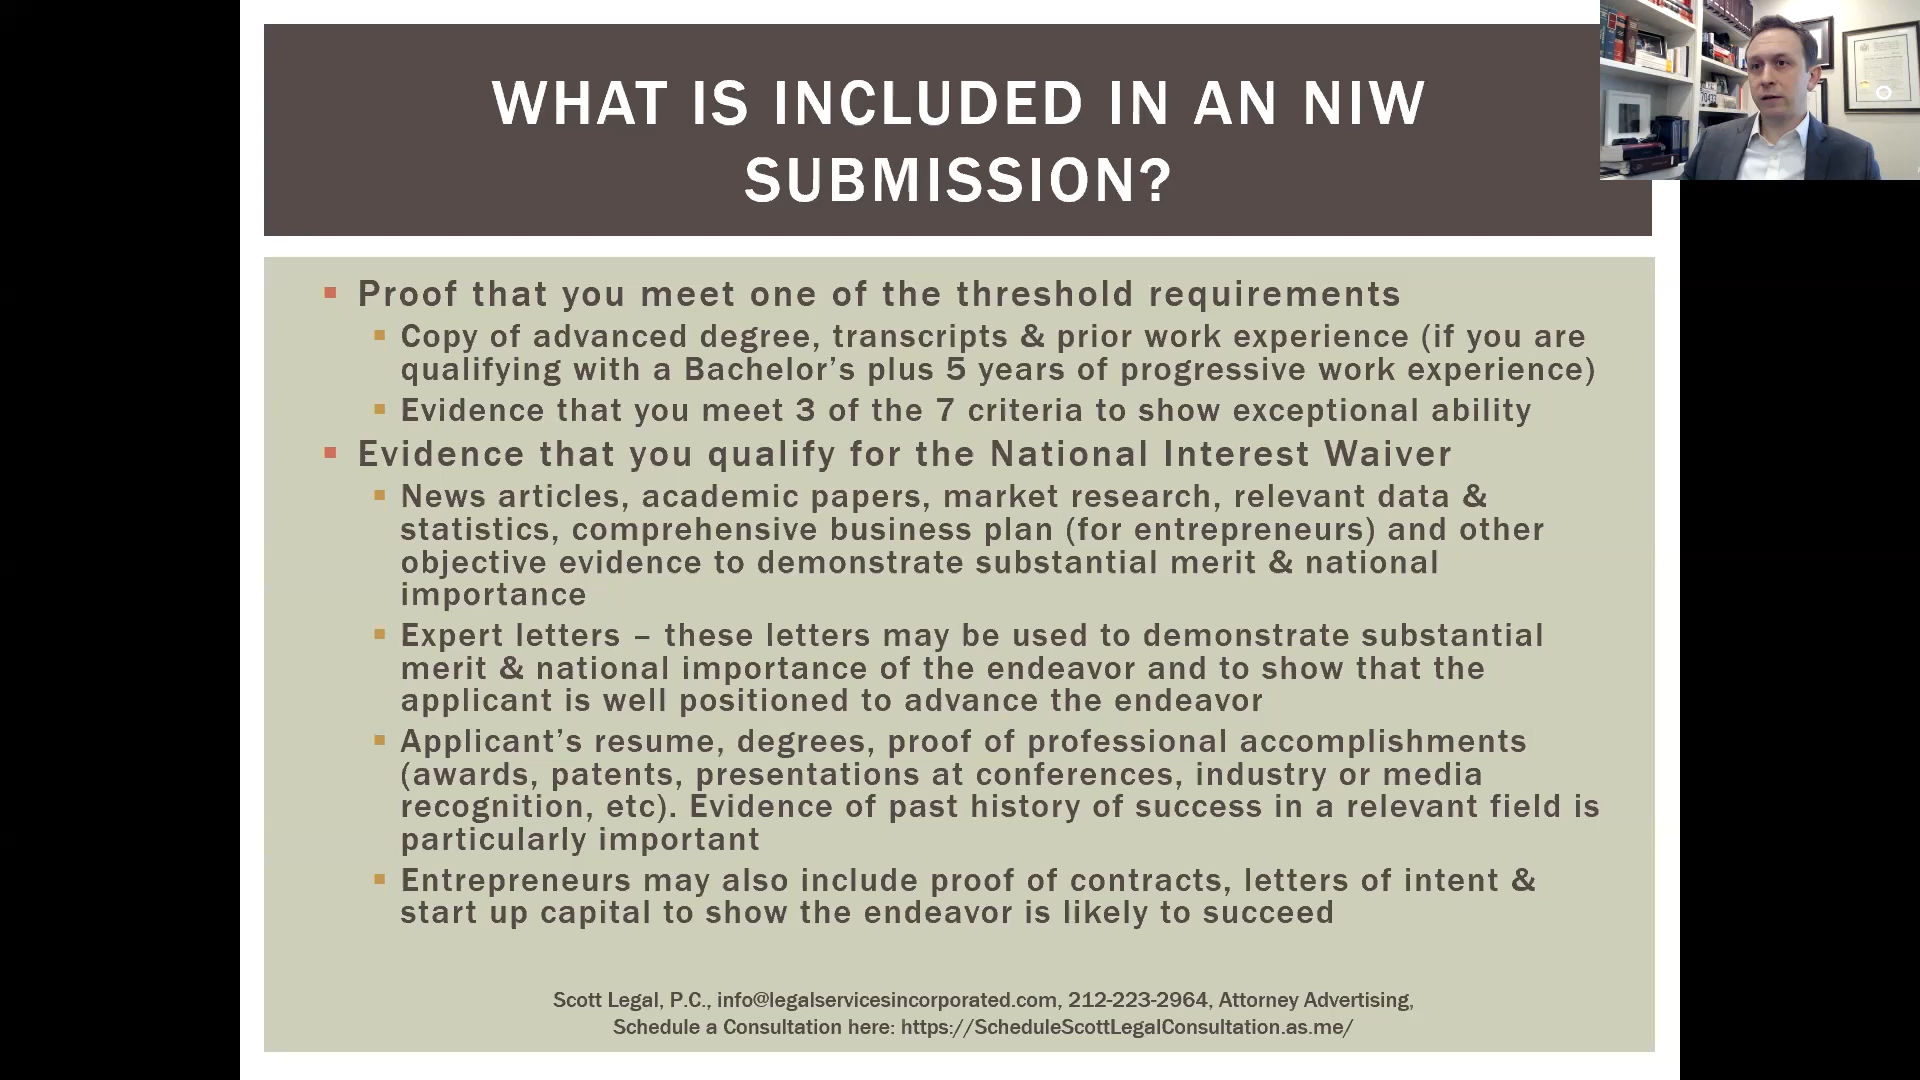 WHAT IS INCLUDED IN AN NIW
SUBMISSION?
Proof that you meet one of the threshold requirements
Copy of advanced degree, transcripts & prior work experience (if you are
qualifying with a Bachelor’s plus 5 years of progressive work experience)
Evidence that you meet 3 of the 7 criteria to show exceptional ability
Evidence that you qualify for the National Interest Waiver
News articles, academic papers, market research, relevant data &
statistics, comprehensive business plan (for entrepreneurs) and other
objective evidence to demonstrate substantial merit & national
importance
Expert letters – these letters may be used to demonstrate substantial
merit & national importance of the endeavor and to show that the
applicant is well positioned to advance the endeavor
Applicant’s resume, degrees, proof of professional accomplishments
(awards, patents, presentations at conferences, industry or media
recognition, etc). Evidence of past history of success in a relevant field is
particularly important
Entrepreneurs may also include proof of contracts, letters of intent &
start up capital to show the endeavor is likely to succeed
Scott Legal, P.C., info@legalservicesincorporated.com, 212-223-2964, Attorney Advertising,
Schedule a Consultation here: https://ScheduleScottLegalConsultation.as.me/